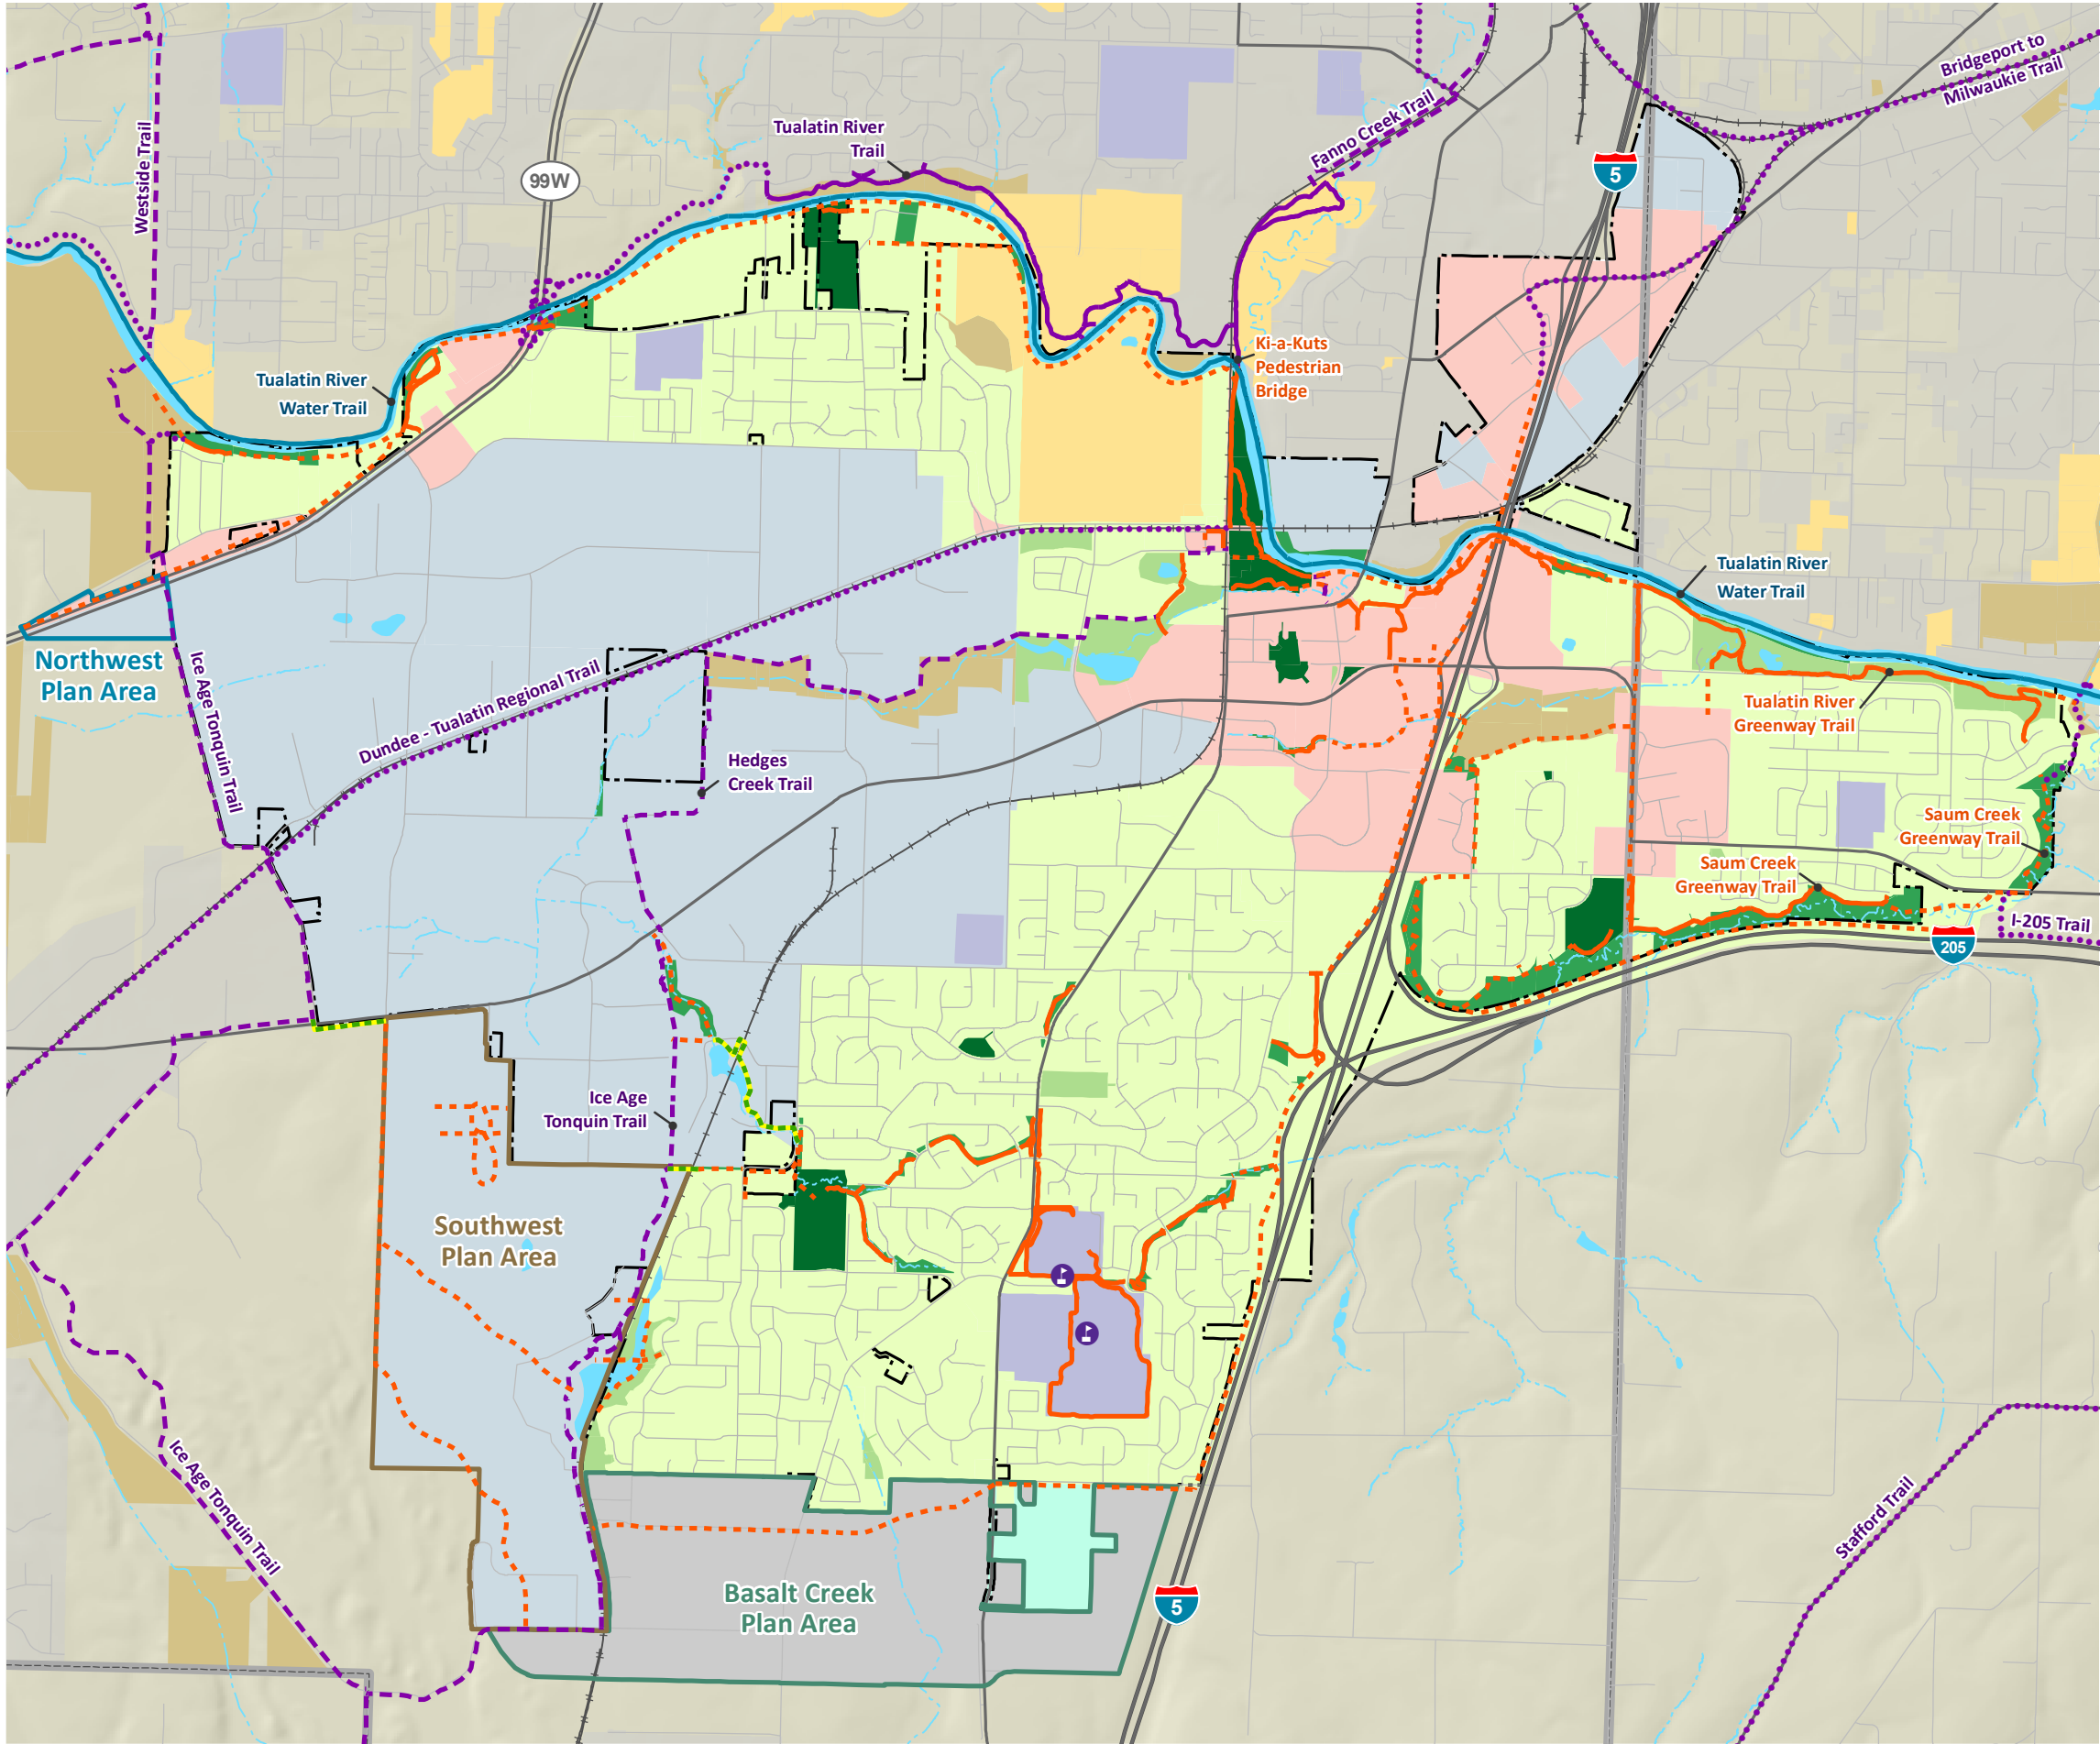 Bridgeport to
Milwaukie Trail
Tualatin River
Trail
Fanno Creek Trail
Westside Trail
99W
5
Ki-a-Kuts
Pedestrian
Bridge
Tualatin River
Water Trail
Tualatin River
Water Trail
Northwest
Plan Area
Ice Age Tonquin Trail
Dundee - Tualatin Regional Trail
Hedges
Creek Trail
Tualatin River
Greenway Trail
Saum Creek
Greenway Trail
Saum Creek
Greenway Trail
I-205 Trail
205
Ice Age
Tonquin Trail
Southwest
Plan Area
Ice Age Tonquin Trail
Stafford Trail
Basalt Creek
Plan Area
5